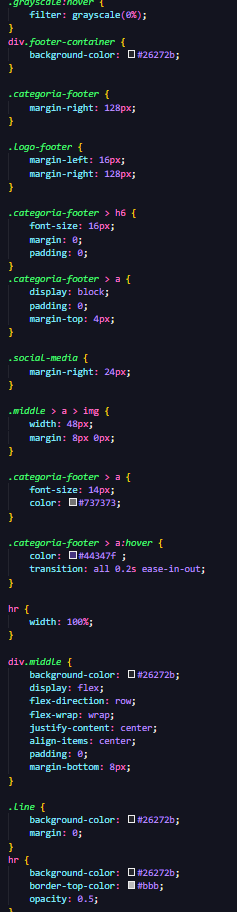 .grayscale:hover {
filter: grayscale(0%);
}
div.footer-container {
background-color: #26272b;
}
.categoria-footer {
margin-right: 128px;
}
.logo-footer {
margin-left: 16px;
margin-right: 128px;
}
.categoria-footer > h6 {
font-size: 16px;
margin: 0;
padding: 0;
}
.categoria-footer > a {
display: block;
padding: 0;
margin-top: 4px;
}
.social-media {
margin-right: 24px;
}
.middle > a > img {
width: 48px;
margin: 8px 0px;
}
.categoria-footer > a {
font-size: 14px;
color: #737373;
}
.categoria-footer > a:hover {
color: #44347f ;
transition: all 0.2s ease-in-out;
}
hr {
width: 100%;
}
div.middle {
background-color: #26272b;
display: flex;
flex-direction: row;
flex-wrap: wrap;
justify-content: center;
align-items: center;
padding: 0;
margin-bottom: 8px;
}
.line {
background-color: #26272b;
margin: 0;
}
hr {
background-color: #26272b;
border-top-color: #bbb;
opacity: 0.5;
}